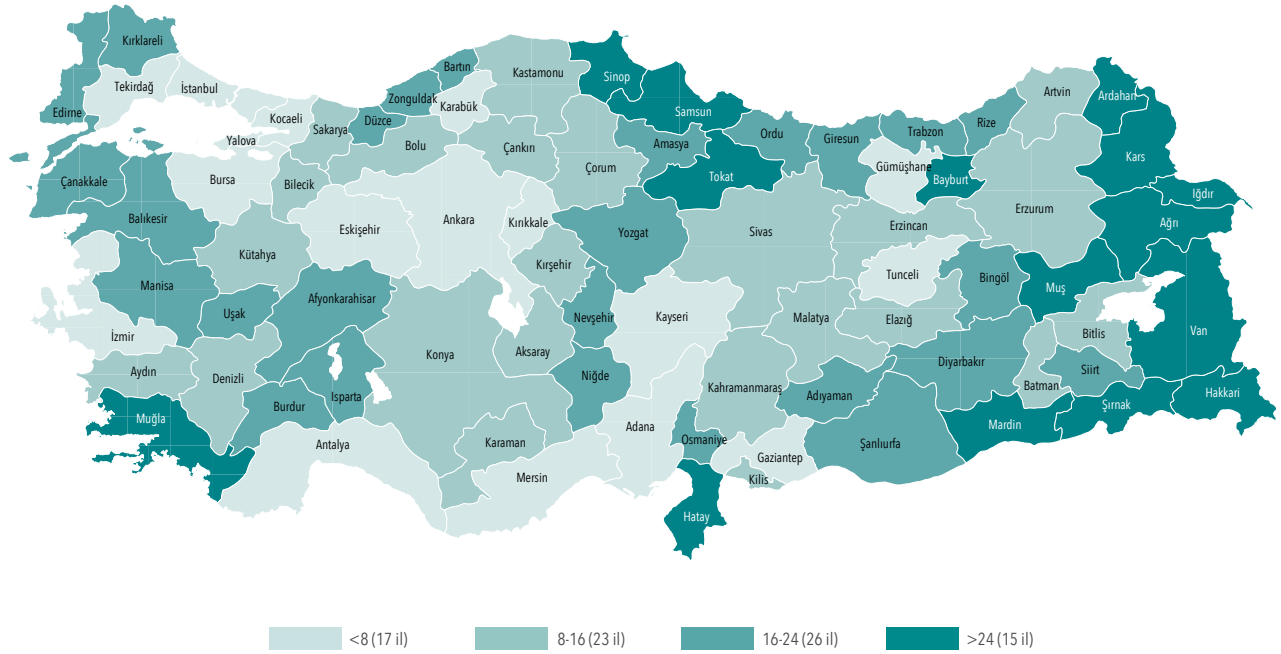 Kırklareli
Tekirdağ
İstanbul
Edirne
Kocaeli
Yalova
Sakarya
Düzce
Zonguldak
Bartın
Karabük
Kastamonu
Sinop
Samsun
Bolu
Çankırı
Çorum
Amasya
Tokat
Ordu
Giresun
Trabzon
Rize
Artvin
Ardahan
Gümüşhane
Bayburt
Kars
Iğdır
Erzurum
Ağrı
Çanakkale
Bursa
Bilecik
Balıkesir
Eskişehir
Ankara
Kırıkkale
Yozgat
Sivas
Erzincan
Tunceli
Bingöl
Muş
Kütahya
Kırşehir
Manisa
Uşak
Afyonkarahisar
Nevşehir
Kayseri
Malatya
Elazığ
Bitlis
Van
İzmir
Aydın
Denizli
Konya
Aksaray
Niğde
Kahramanmaraş
Adıyaman
Diyarbakır
Batman
Siirt
Hakkari
Şırnak
Mardin
Muğla
Burdur
Isparta
Antalya
Karaman
Mersin
Adana
Osmaniye
Gaziantep
Kilis
Şanlıurfa
Hatay
<8 (17 il)
8-16 (23 il)
16-24 (26 il)
>24 (15 il)